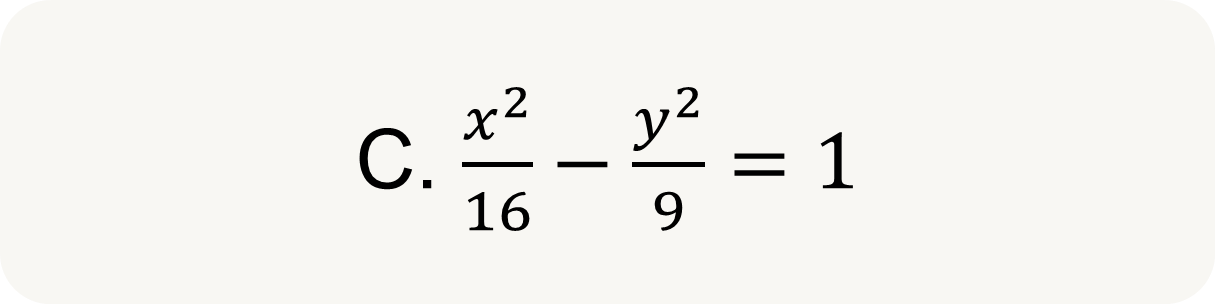 C. x²/16 − y²/9 = 1